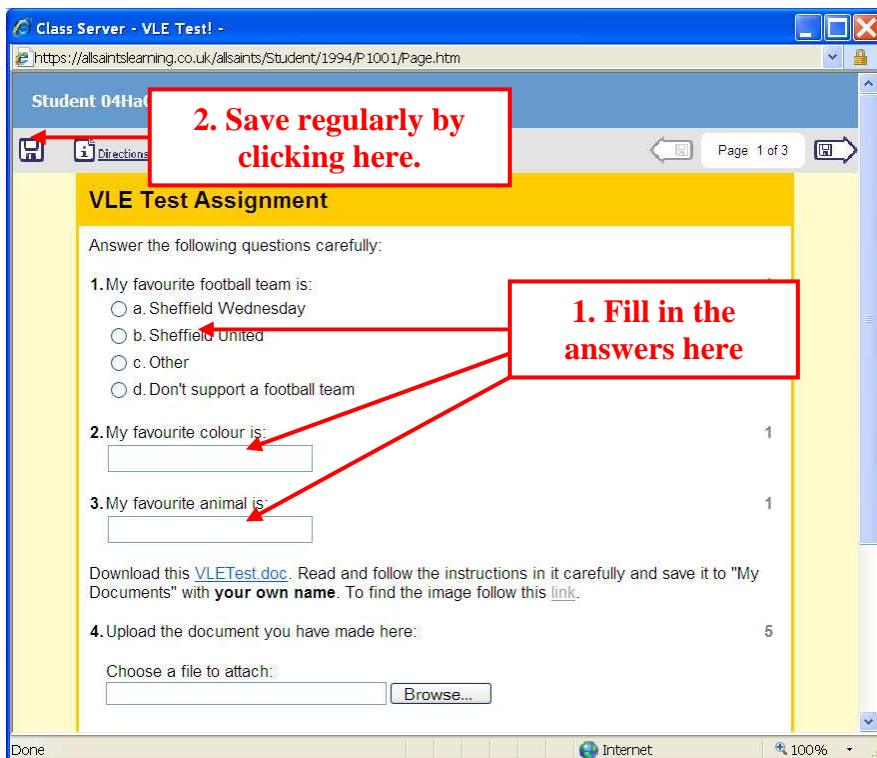 Class Server - VLE Test! -
https://allsaintslearning.co.uk/allsaints/Student/1994/P1001/Page.htm
Student
2. Save regularly by
clicking here.
Directions
Page 1 of 3
VLE Test Assignment
Answer the following questions carefully:
1. My favourite football team is:
a. Sheffield Wednesday
b. Sheffield United
c. Other
d. Don't support a football team
1. Fill in the
answers here
2. My favourite colour is: 1
3. My favourite animal is: 1
Download this VLETest.doc. Read and follow the instructions in it carefully and save it to "My
Documents" with your own name. To find the image follow this link.
4. Upload the document you have made here: 5
Choose a file to attach:
Browse...
Done Internet 100%